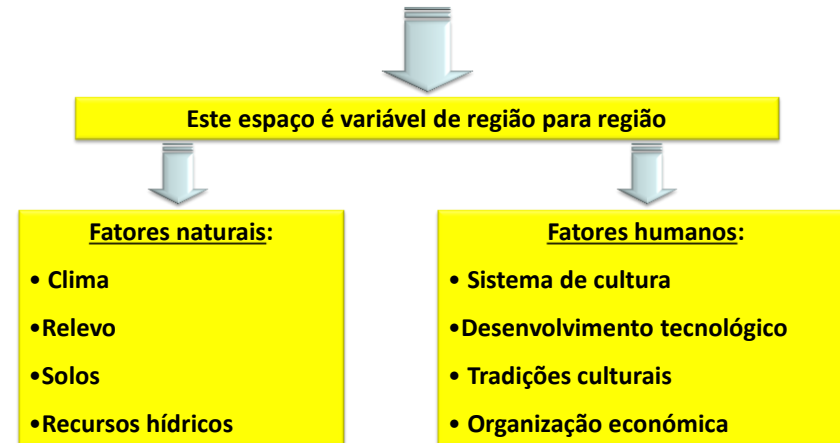 Este espaço é variável de região para região
Fatores naturais:
• Clima
•Relevo
•Solos
•Recursos hídricos
Fatores humanos:
• Sistema de cultura
•Desenvolvimento tecnológico
• Tradições culturais
• Organização económica